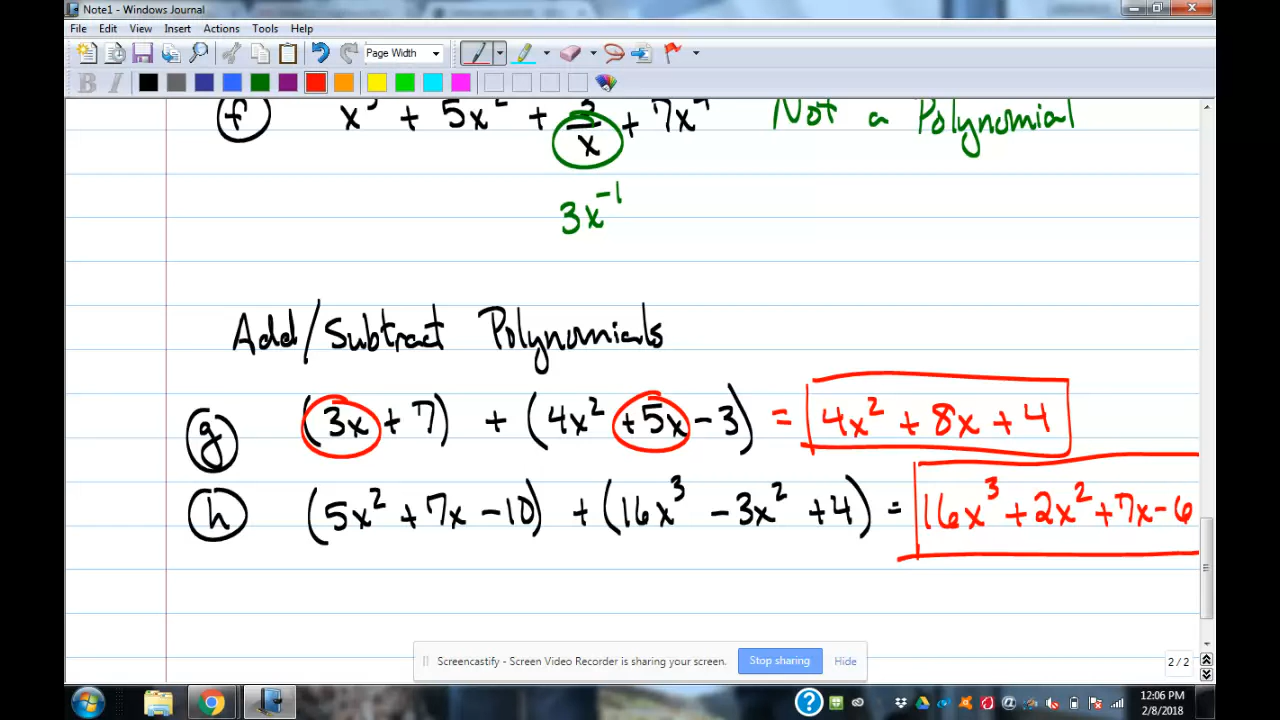 Note1 - Windows Journal
File Edit View Insert Actions Tools Help
Page Width
B I
f x³ + 5x² + 3/x + 7x⁴ Not a Polynomial
3x⁻¹
Add/Subtract Polynomials
g (3x + 7) + (4x² + 5x - 3) = 4x² + 8x + 4
h (5x² + 7x - 10) + (16x³ - 3x² + 4) = 16x³ + 2x² + 7x - 6
Screencastify - Screen Video Recorder is sharing your screen. Stop sharing Hide
2 / 2
12:06 PM
2/8/2018